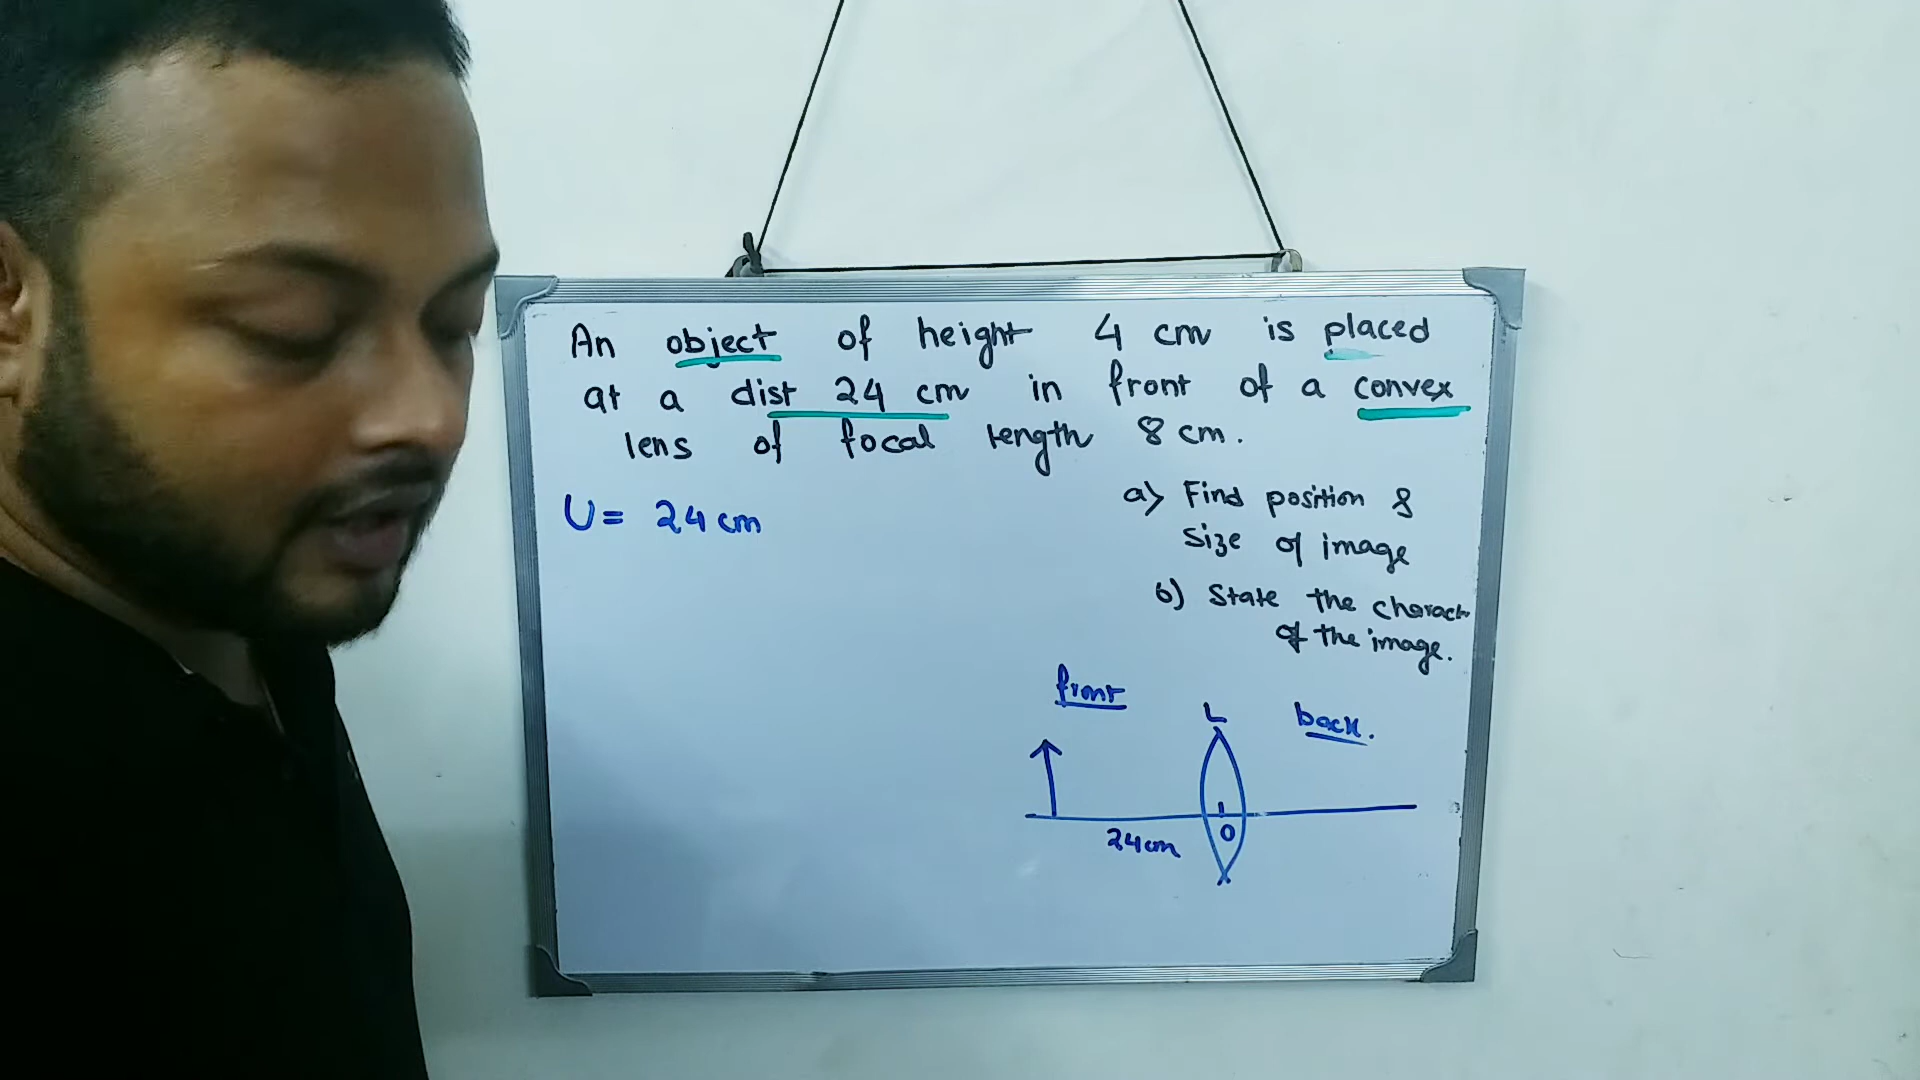 An object of height 4 cm is placed
at a dist 24 cm in front of a convex
lens of focal length 8 cm.
U = 24 cm
a) Find position &
size of image
b) State the charact
of the image.
front
L
back.
24cm
O